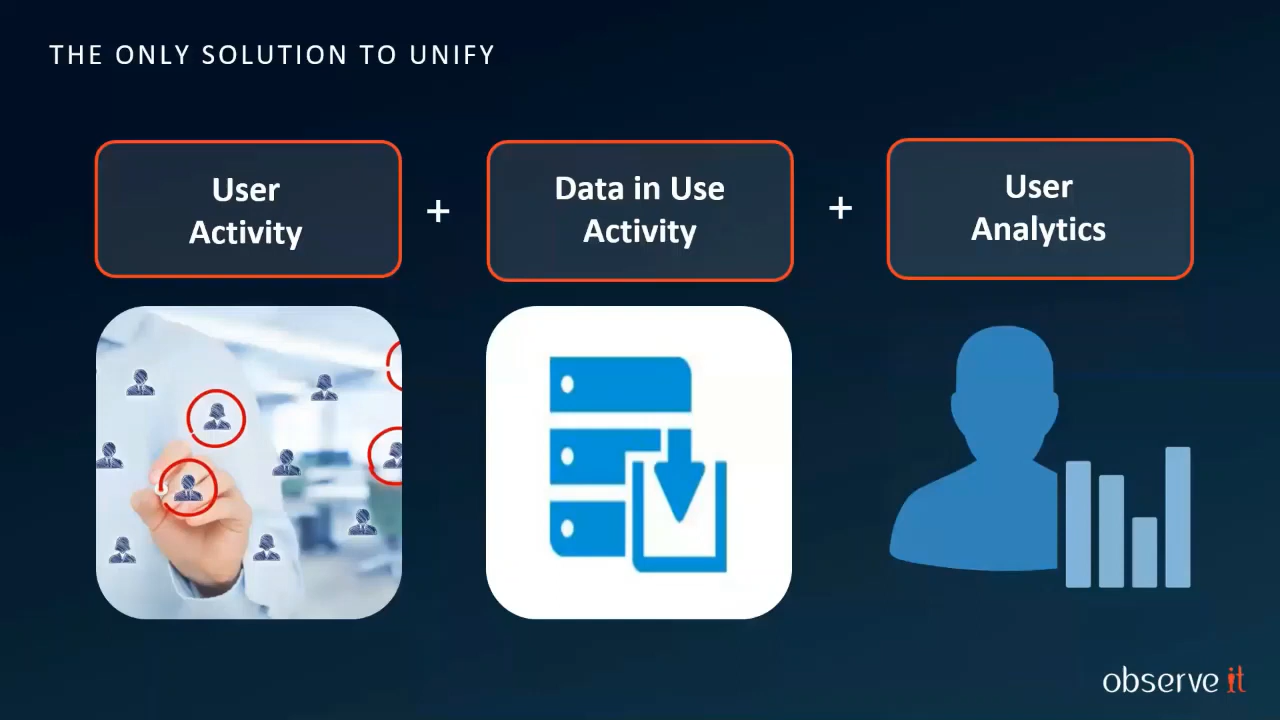 THE ONLY SOLUTION TO UNIFY
User
Activity
+
Data in Use
Activity
+
User
Analytics
observe it